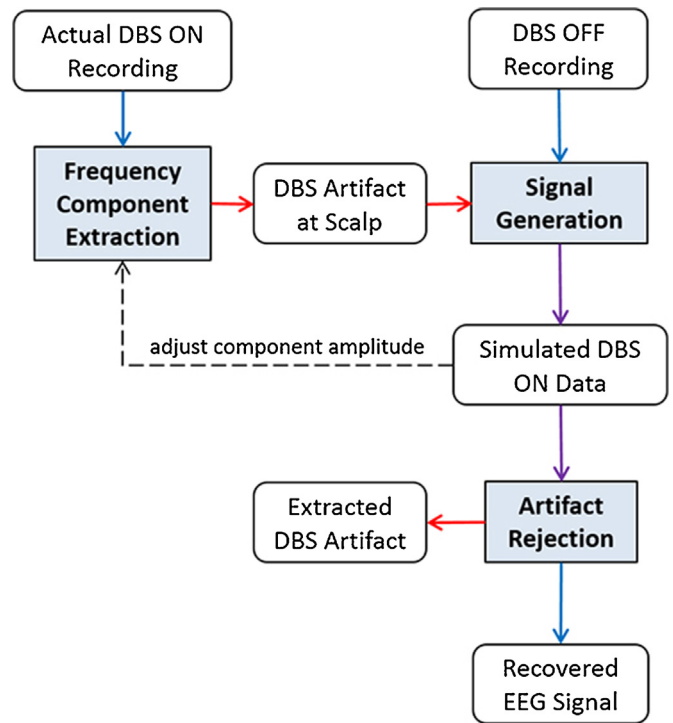 Actual DBS ON
Recording
DBS OFF
Recording
Frequency
Component
Extraction
DBS Artifact
at Scalp
Signal
Generation
adjust component amplitude
Simulated DBS
ON Data
Extracted
DBS Artifact
Artifact
Rejection
Recovered
EEG Signal